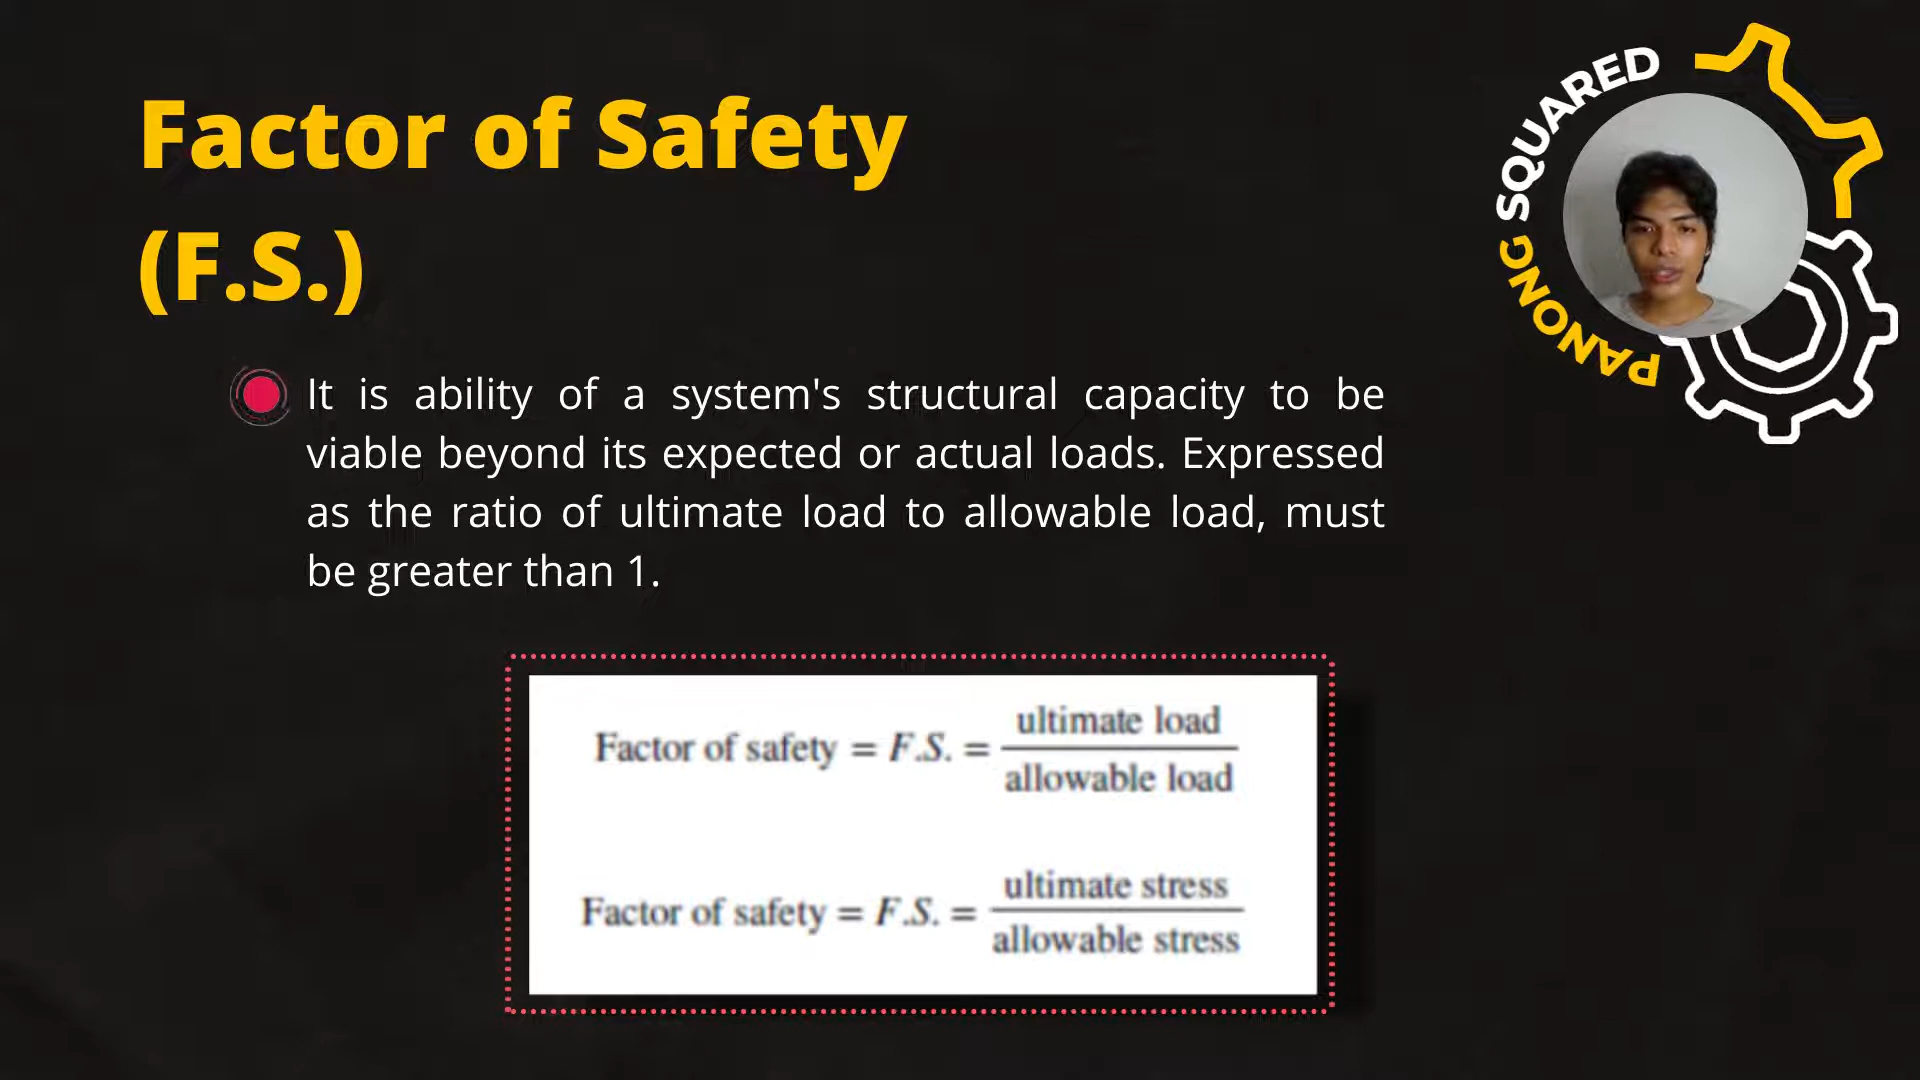 Factor of Safety
(F.S.)
PANONG SQUARED
It is ability of a system's structural capacity to be
viable beyond its expected or actual loads. Expressed
as the ratio of ultimate load to allowable load, must
be greater than 1.
Factor of safety = F.S. = ultimate load / allowable load
Factor of safety = F.S. = ultimate stress / allowable stress